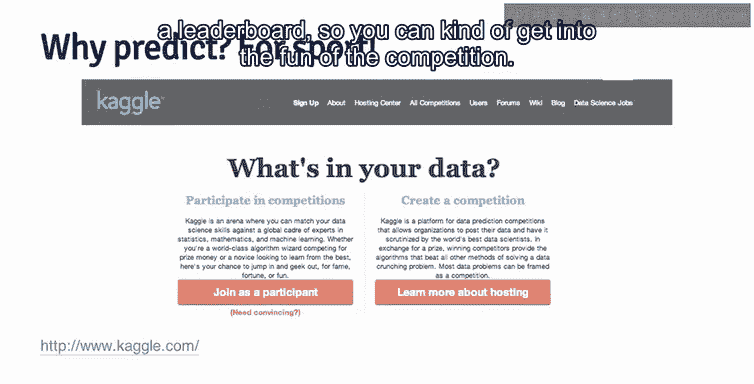 a leaderboard, so you can kind of get into
the fun of the competition.
Why predict? For sport!
kaggle
Sign Up About Hosting Center All Competitions Users Forums Wiki Blog Data Science Jobs
What's in your data?
Participate in competitions
Kaggle is an arena where you can match your data
science skills against a global cadre of experts in
statistics, mathematics, and machine learning. Whether
you're a world-class algorithm wizard competing for
prize money or a novice looking to learn from the best,
here's your chance to jump in and geek out, for fame,
fortune, or fun.
Join as a participant
(Need convincing?)
Create a competition
Kaggle is a platform for data prediction competitions
that allows organizations to post their data and have it
scrutinized by the world's best data scientists. In
exchange for a prize, winning competitors provide the
algorithms that beat all other methods of solving a data
crunching problem. Most data problems can be framed
as a competition.
Learn more about hosting
http://www.kaggle.com/